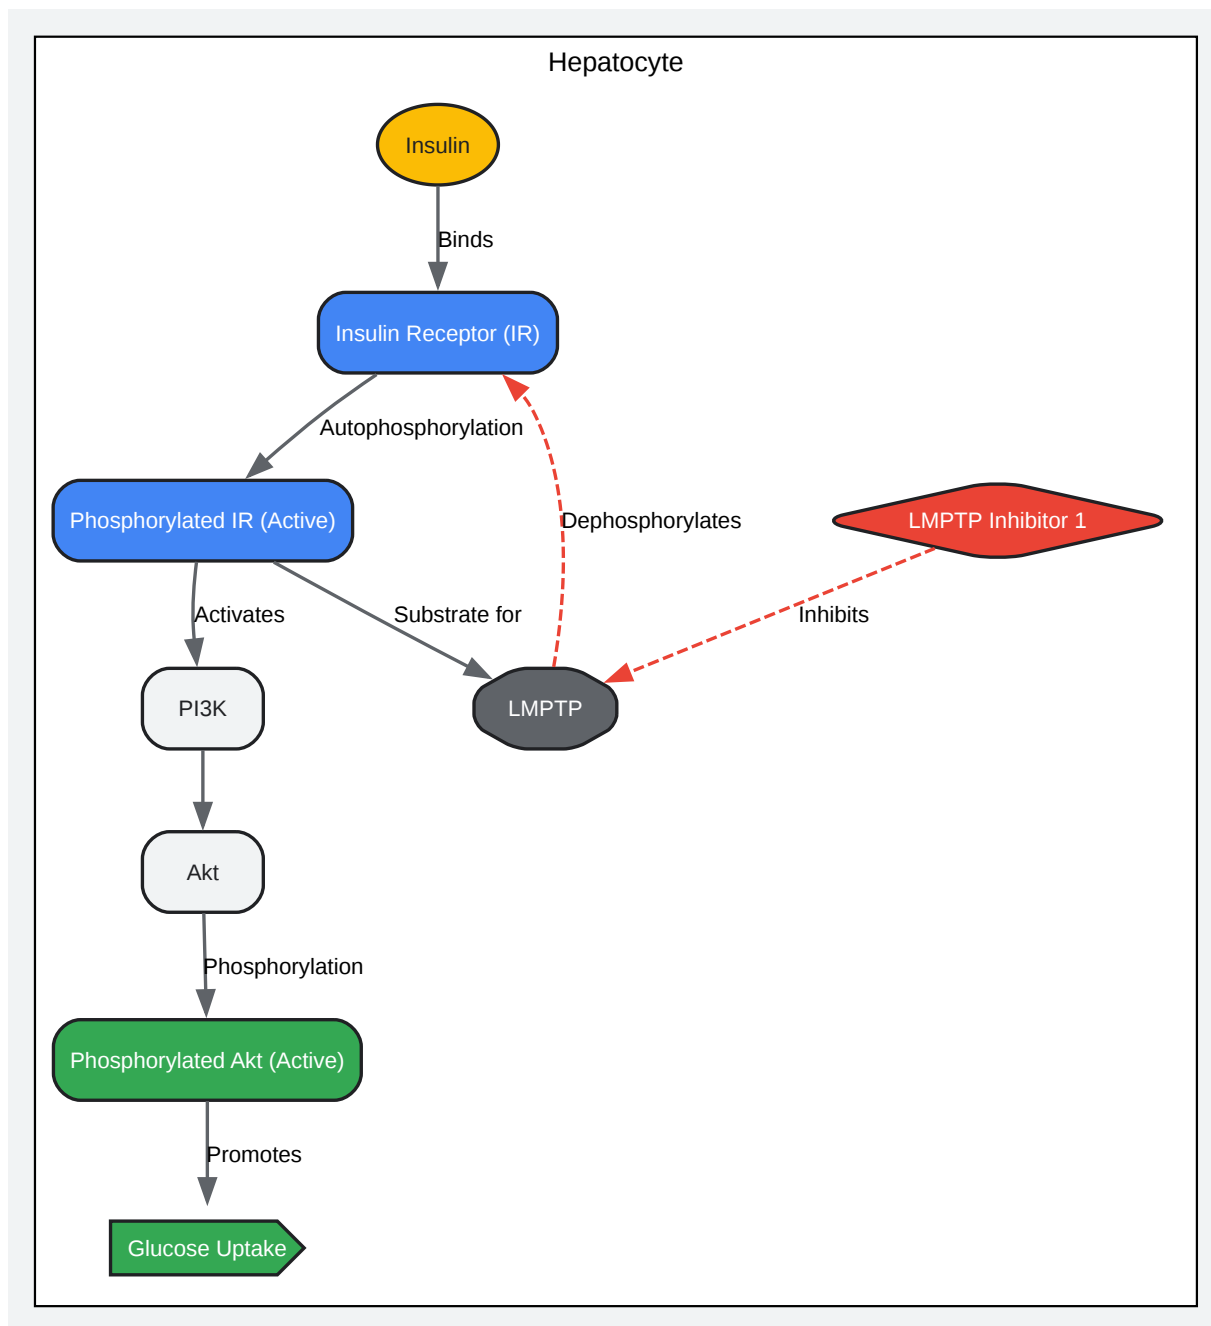 Hepatocyte
Insulin
Binds
Insulin Receptor (IR)
Autophosphorylation
Phosphorylated IR (Active)
Dephosphorylates
LMPTP Inhibitor 1
Activates
Substrate for
Inhibits
PI3K
LMPTP
Akt
Phosphorylation
Phosphorylated Akt (Active)
Promotes
Glucose Uptake